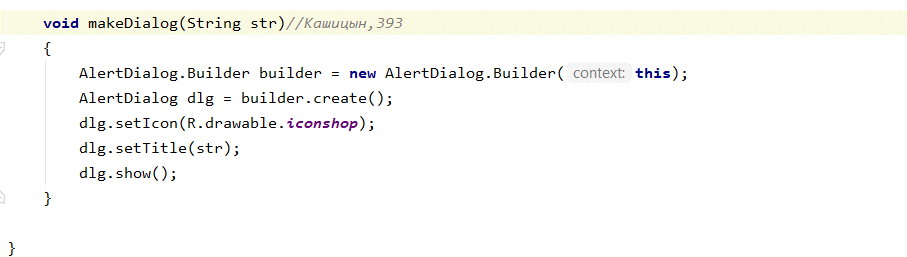 void makeDialog(String str)//Кашицын,393
{
AlertDialog.Builder builder = new AlertDialog.Builder( context: this);
AlertDialog dlg = builder.create();
dlg.setIcon(R.drawable.iconshop);
dlg.setTitle(str);
dlg.show();
}
}